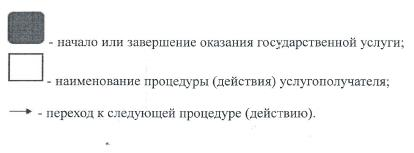 - начало или завершение оказания государственной услуги;
- наименование процедуры (действия) услугополучателя;
- переход к следующей процедуре (действию).